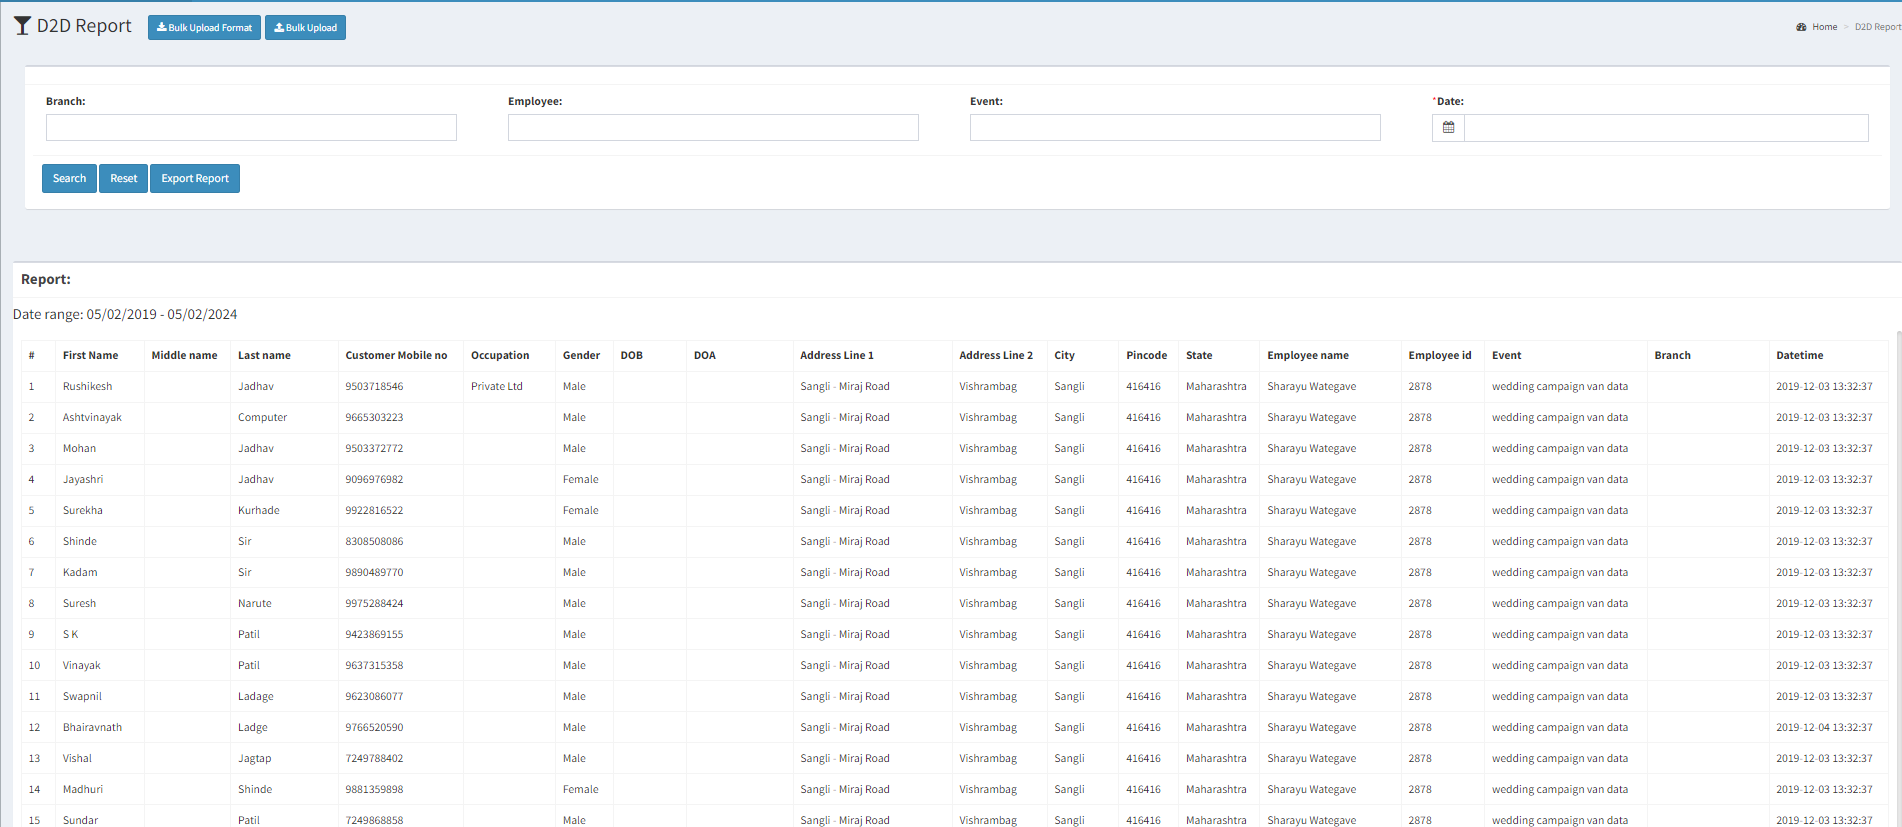 D2D Report Bulk Upload Format Bulk Upload Home > D2D Report
Branch: Employee: Event: *Date:
Search Reset Export Report
Report:
Date range: 05/02/2019 - 05/02/2024
# First Name Middle name Last name Customer Mobile no Occupation Gender DOB DOA Address Line 1 Address Line 2 City Pincode State Employee name Employee id Event Branch Datetime
1 Rushikesh Jadhav 9503718546 Private Ltd Male Sangli - Miraj Road Vishrambag Sangli 416416 Maharashtra Sharayu Wategave 2878 wedding campaign van data 2019-12-03 13:32:37
2 Ashtvinayak Computer 9665303223 Male Sangli - Miraj Road Vishrambag Sangli 416416 Maharashtra Sharayu Wategave 2878 wedding campaign van data 2019-12-03 13:32:37
3 Mohan Jadhav 9503372772 Male Sangli - Miraj Road Vishrambag Sangli 416416 Maharashtra Sharayu Wategave 2878 wedding campaign van data 2019-12-03 13:32:37
4 Jayashri Jadhav 9096976982 Female Sangli - Miraj Road Vishrambag Sangli 416416 Maharashtra Sharayu Wategave 2878 wedding campaign van data 2019-12-03 13:32:37
5 Surekha Kurhade 9922816522 Female Sangli - Miraj Road Vishrambag Sangli 416416 Maharashtra Sharayu Wategave 2878 wedding campaign van data 2019-12-03 13:32:37
6 Shinde Sir 8308508086 Male Sangli - Miraj Road Vishrambag Sangli 416416 Maharashtra Sharayu Wategave 2878 wedding campaign van data 2019-12-03 13:32:37
7 Kadam Sir 9890489770 Male Sangli - Miraj Road Vishrambag Sangli 416416 Maharashtra Sharayu Wategave 2878 wedding campaign van data 2019-12-03 13:32:37
8 Suresh Narute 9975288424 Male Sangli - Miraj Road Vishrambag Sangli 416416 Maharashtra Sharayu Wategave 2878 wedding campaign van data 2019-12-03 13:32:37
9 S K Patil 9423869155 Male Sangli - Miraj Road Vishrambag Sangli 416416 Maharashtra Sharayu Wategave 2878 wedding campaign van data 2019-12-03 13:32:37
10 Vinayak Patil 9637315358 Male Sangli - Miraj Road Vishrambag Sangli 416416 Maharashtra Sharayu Wategave 2878 wedding campaign van data 2019-12-03 13:32:37
11 Swapnil Ladage 9623086077 Male Sangli - Miraj Road Vishrambag Sangli 416416 Maharashtra Sharayu Wategave 2878 wedding campaign van data 2019-12-03 13:32:37
12 Bhairavnath Ladge 9766520590 Male Sangli - Miraj Road Vishrambag Sangli 416416 Maharashtra Sharayu Wategave 2878 wedding campaign van data 2019-12-04 13:32:37
13 Vishal Jagtap 7249788402 Male Sangli - Miraj Road Vishrambag Sangli 416416 Maharashtra Sharayu Wategave 2878 wedding campaign van data 2019-12-03 13:32:37
14 Madhuri Shinde 9881359898 Female Sangli - Miraj Road Vishrambag Sangli 416416 Maharashtra Sharayu Wategave 2878 wedding campaign van data 2019-12-03 13:32:37
15 Sundar Patil 7249868858 Male Sangli - Miraj Road Vishrambag Sangli 416416 Maharashtra Sharayu Wategave 2878 wedding campaign van data 2019-12-03 13:32:37